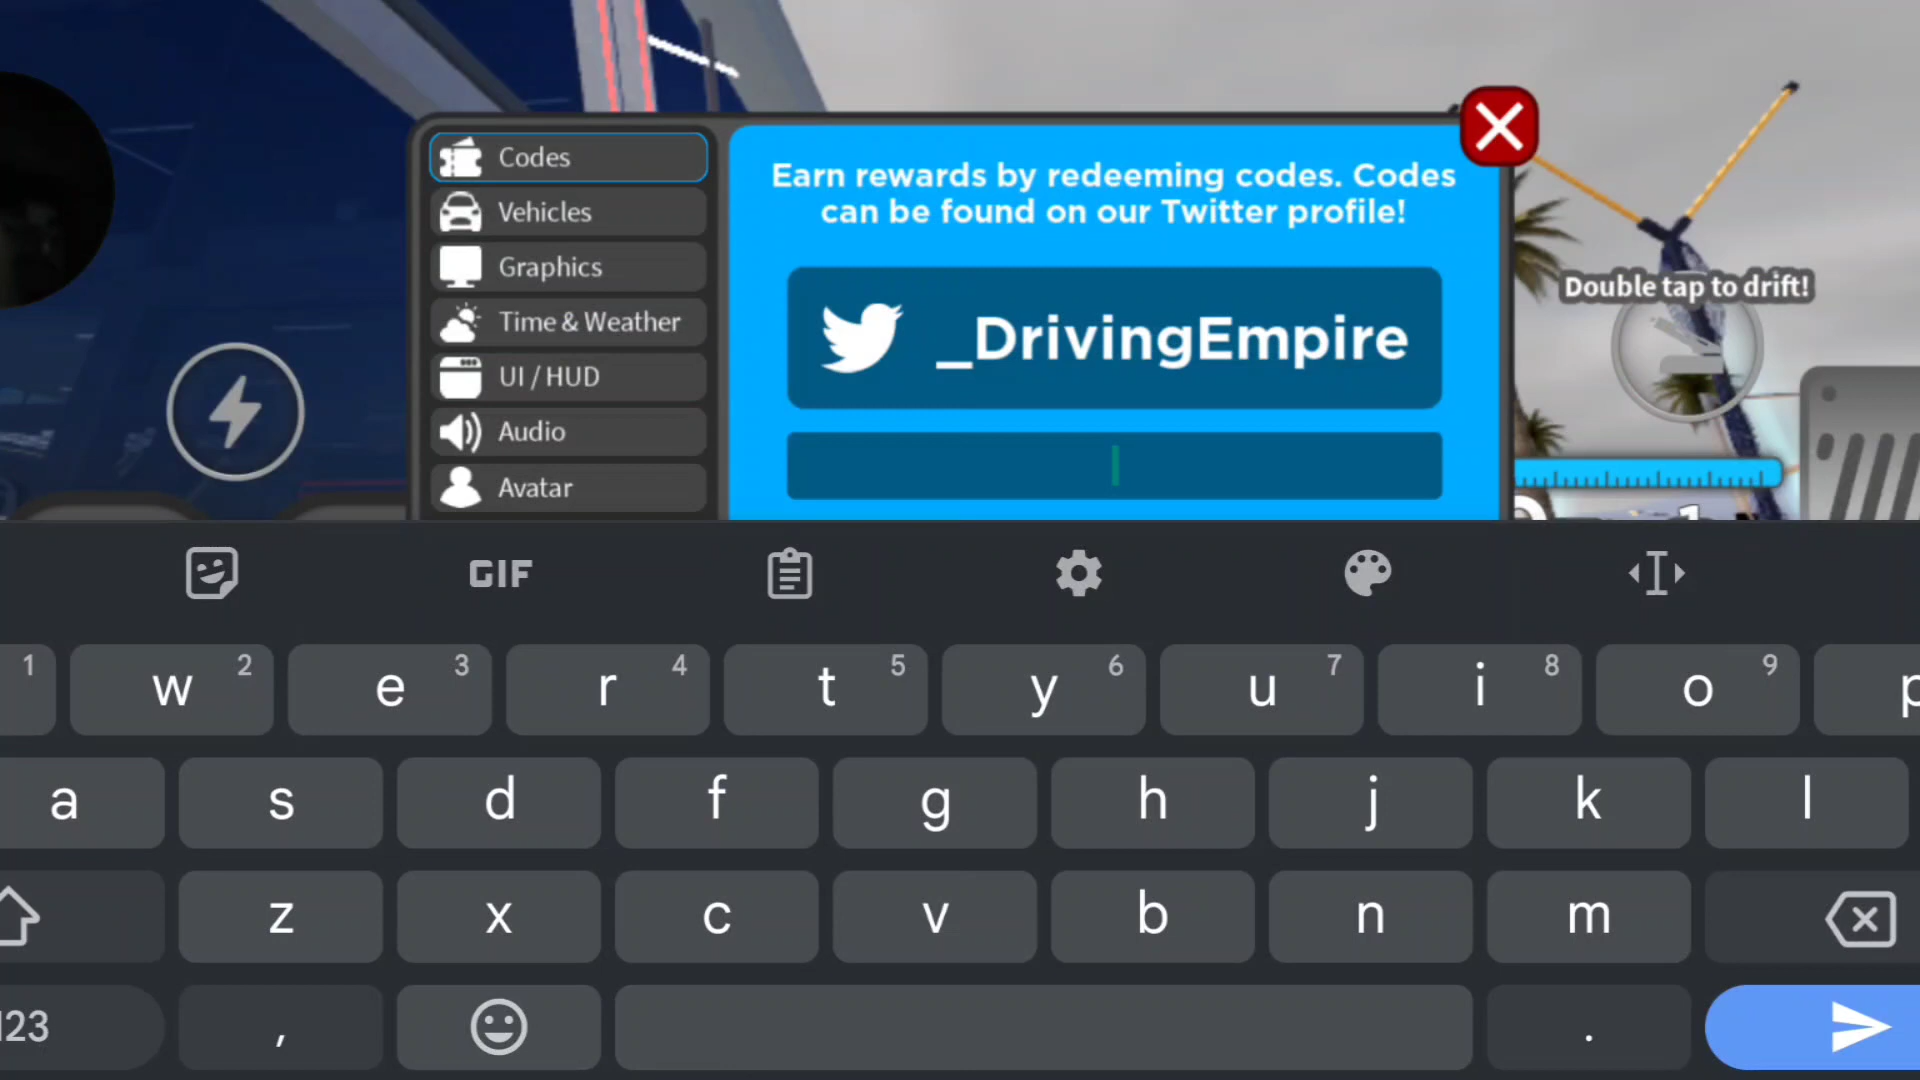 Codes
Vehicles
Graphics
Time & Weather
UI / HUD
Audio
Avatar
Earn rewards by redeeming codes. Codes
can be found on our Twitter profile!
_DrivingEmpire
Double tap to drift!
GIF
1 w 2 e 3 r 4 t 5 y 6 u 7 i 8 o 9 p
a s d f g h j k l
z x c v b n m
123 , .